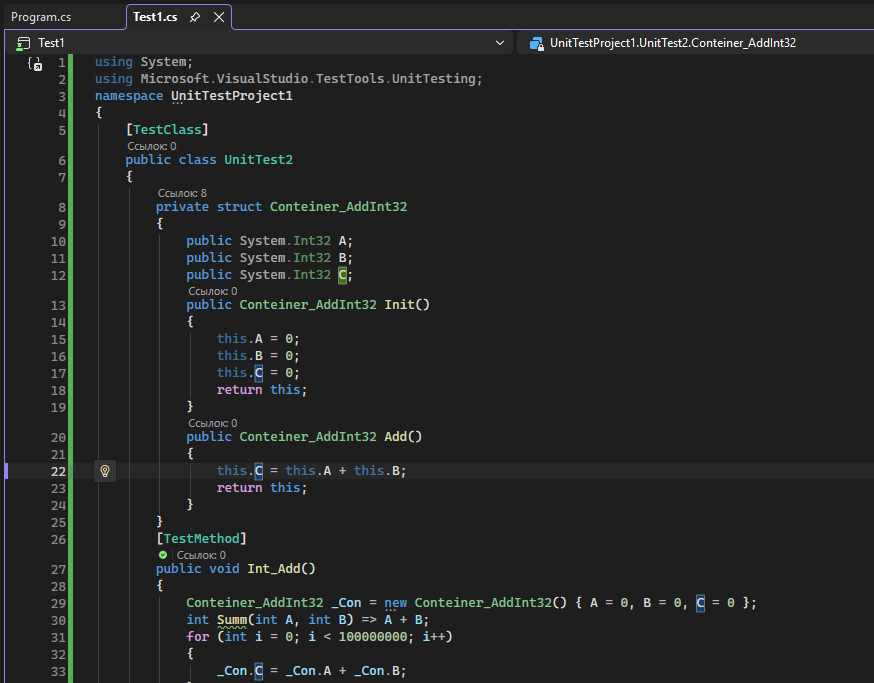 Program.cs Test1.cs
Test1 UnitTestProject1.UnitTest2.Conteiner_AddInt32
1 using System;
2 using Microsoft.VisualStudio.TestTools.UnitTesting;
3 namespace UnitTestProject1
4 {
5 [TestClass]
Ссылок: 0
6 public class UnitTest2
7 {
Ссылок: 8
8 private struct Conteiner_AddInt32
9 {
10 public System.Int32 A;
11 public System.Int32 B;
12 public System.Int32 C;
Ссылок: 0
13 public Conteiner_AddInt32 Init()
14 {
15 this.A = 0;
16 this.B = 0;
17 this.C = 0;
18 return this;
19 }
Ссылок: 0
20 public Conteiner_AddInt32 Add()
21 {
22 this.C = this.A + this.B;
23 return this;
24 }
25 }
26 [TestMethod]
Ссылок: 0
27 public void Int_Add()
28 {
29 Conteiner_AddInt32 _Con = new Conteiner_AddInt32() { A = 0, B = 0, C = 0 };
30 int Summ(int A, int B) => A + B;
31 for (int i = 0; i < 100000000; i++)
32 {
33 _Con.C = _Con.A + _Con.B;